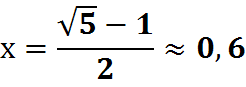 x = (√5 − 1)/2 ≈ 0,6